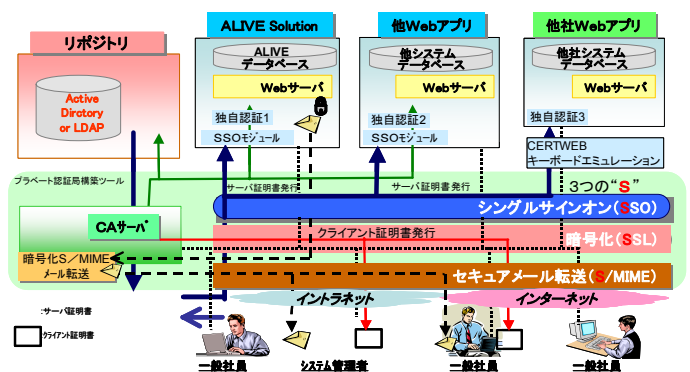 リポジトリ
ALIVE Solution
他Webアプリ
他社Webアプリ
Active
Dirctory
or LDAP
ALIVE
データベース
Webサーバ
独自認証1
SSOモジュール
他システム
データベース
Webサーバ
独自認証2
SSOモジュール
他社システム
データベース
Webサーバ
独自認証3
CERTWEB
キーボードエミュレーション
プラベート認証局構築ツール
サーバ証明書発行
サーバ証明書発行
3つの“S”
シングルサインオン(SSO)
CAサーバ
クライアント証明書発行
暗号化(SSL)
暗号化S/MIME
メール転送
セキュアメール転送(S/MIME)
イントラネット
インターネット
:サーバ証明書
:クライアント証明書
一般社員
システム管理者
一般社員
一般社員